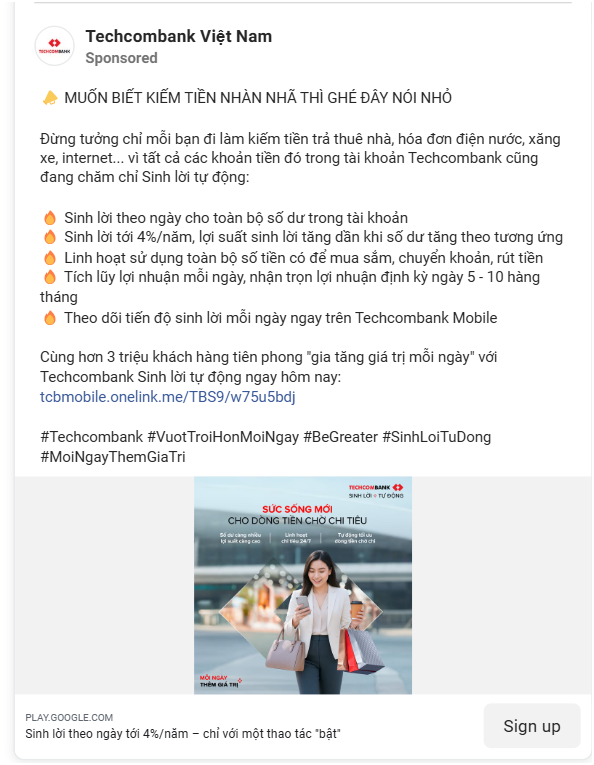 Techcombank Việt Nam
Sponsored
MUỐN BIẾT KIẾM TIỀN NHÀN NHÃ THÌ GHÉ ĐÂY NÓI NHỎ
Đừng tưởng chỉ mỗi bạn đi làm kiếm tiền trả thuê nhà, hóa đơn điện nước, xăng
xe, internet... vì tất cả các khoản tiền đó trong tài khoản Techcombank cũng
đang chăm chỉ Sinh lời tự động:
🔥 Sinh lời theo ngày cho toàn bộ số dư trong tài khoản
🔥 Sinh lời tới 4%/năm, lợi suất sinh lời tăng dần khi số dư tăng theo tương ứng
🔥 Linh hoạt sử dụng toàn bộ số tiền có để mua sắm, chuyển khoản, rút tiền
🔥 Tích lũy lợi nhuận mỗi ngày, nhận trọn lợi nhuận định kỳ ngày 5 - 10 hàng
tháng
🔥 Theo dõi tiến độ sinh lời mỗi ngày ngay trên Techcombank Mobile
Cùng hơn 3 triệu khách hàng tiên phong "gia tăng giá trị mỗi ngày" với
Techcombank Sinh lời tự động ngay hôm nay:
tcbmobile.onelink.me/TBS9/w75u5bdj
#Techcombank #VuotTroiHonMoiNgay #BeGreater #SinhLoiTuDong
#MoiNgayThemGiaTri
TECHCOMBANK
SINH LỜI TỰ ĐỘNG
SỨC SỐNG MỚI
CHO DÒNG TIỀN CHỜ CHI TIÊU
Số dư càng nhiều
lợi suất càng cao
Linh hoạt
chi tiêu 24/7
Tự động tối ưu
dòng tiền chờ chi
MỖI NGÀY
THÊM GIÁ TRỊ
PLAY.GOOGLE.COM
Sinh lời theo ngày tới 4%/năm – chỉ với một thao tác "bật"
Sign up